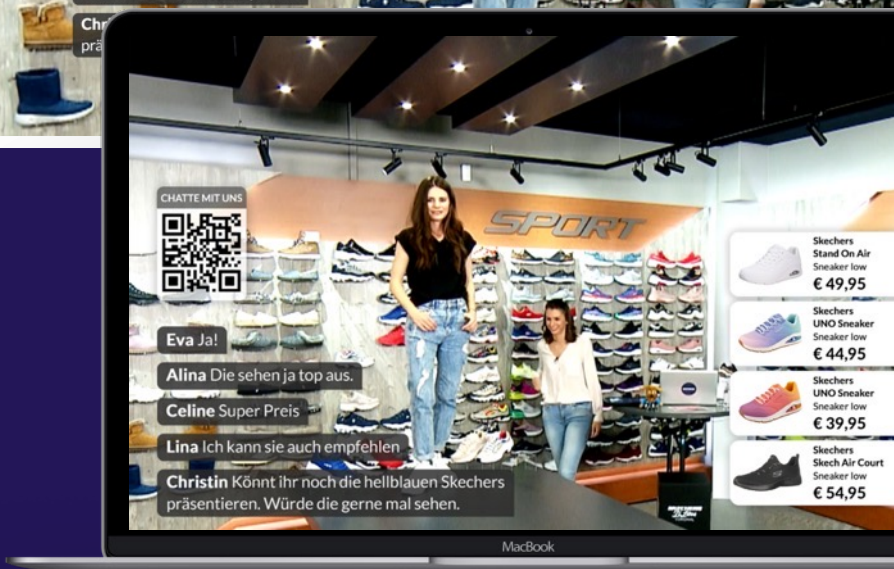 Chr
prä
CHATTE MIT UNS
SPORT
Eva Ja!
Alina Die sehen ja top aus.
Celine Super Preis
Lina Ich kann sie auch empfehlen
Christin Könnt ihr noch die hellblauen Skechers
präsentieren. Würde die gerne mal sehen.
Skechers
Stand On Air
Sneaker low
€ 49,95
Skechers
UNO Sneaker
Sneaker low
€ 44,95
Skechers
UNO Sneaker
Sneaker low
€ 39,95
Skechers
Skech Air Court
Sneaker low
€ 54,95
MacBook